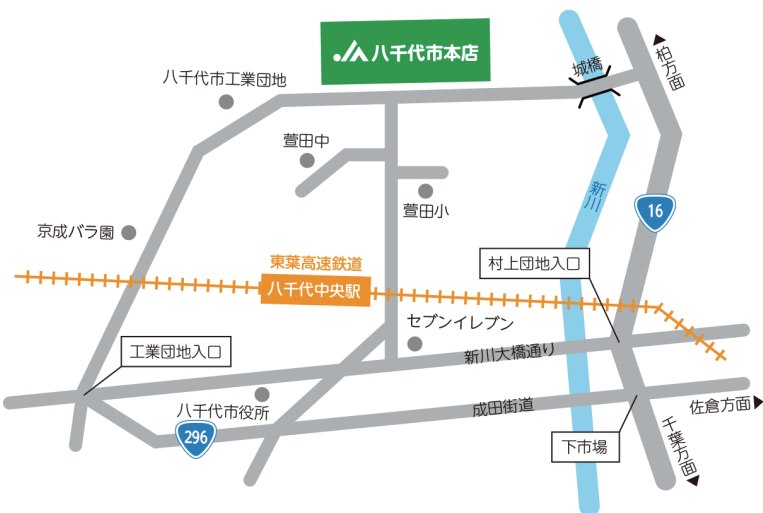 JA八千代市本店
城橋
柏方面
八千代市工業団地
萱田中
新川
萱田小
16
京成バラ園
東葉高速鉄道
八千代中央駅
村上団地入口
セブンイレブン
工業団地入口
新川大橋通り
八千代市役所
成田街道
佐倉方面
296
下市場
千葉方面